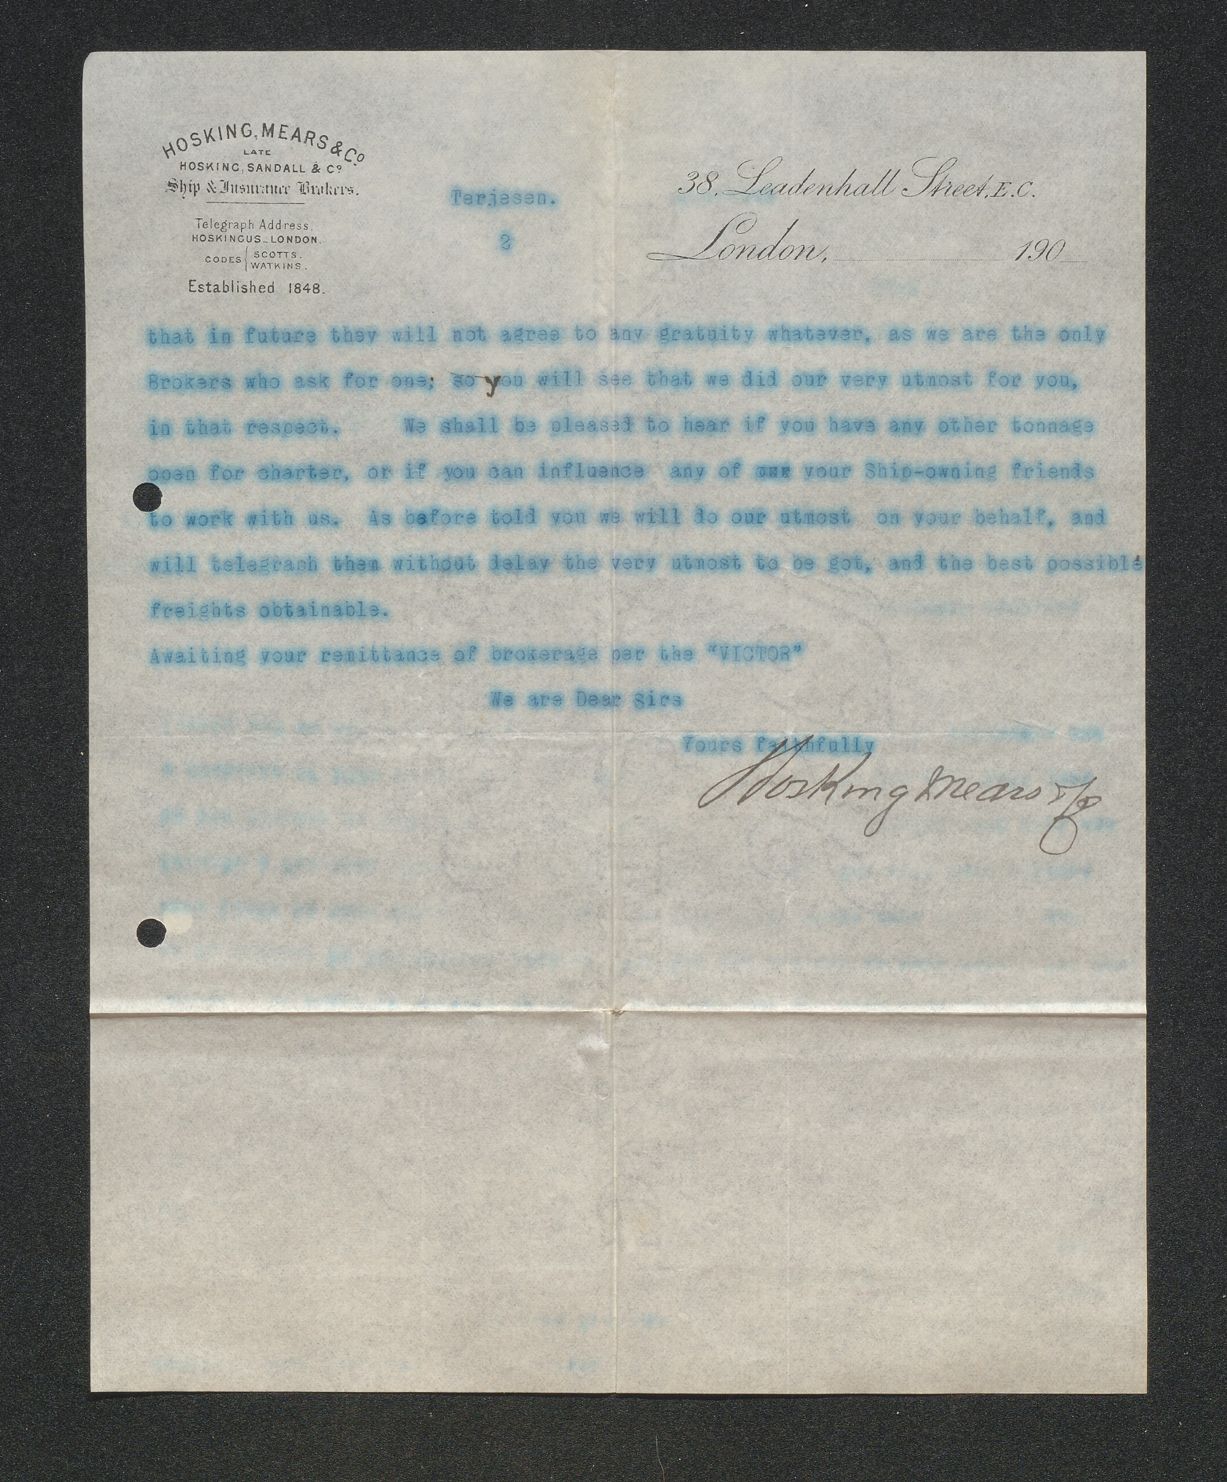 HOSKING, MEARS & Co
LATE
HOSKING, SANDALL & Co
Ship & Insurance Brokers.
Telegraph Address.
HOSKINGUS_LONDON.
CODES { SCOTTS.
WATKINS.
Established 1848.
Terjesen.
2
38, Leadenhall Street, E.C.
London, 190
that in future they will not agree to any gratuity whatever, as we are the only
Brokers who ask for one; so you will see that we did our very utmost for you,
in that respect. We shall be pleased to hear if you have any other tonnage
open for charter, or if you can influence any of your Ship-owning friends
to work with us. As before told you we will do our utmost on your behalf, and
will telegraph them without delay the very utmost to be got, and the best possible
freights obtainable.
Awaiting your remittance of brokerage per the "VICTOR"
We are Dear Sirs
Yours faithfully
Hosking Mears & Co